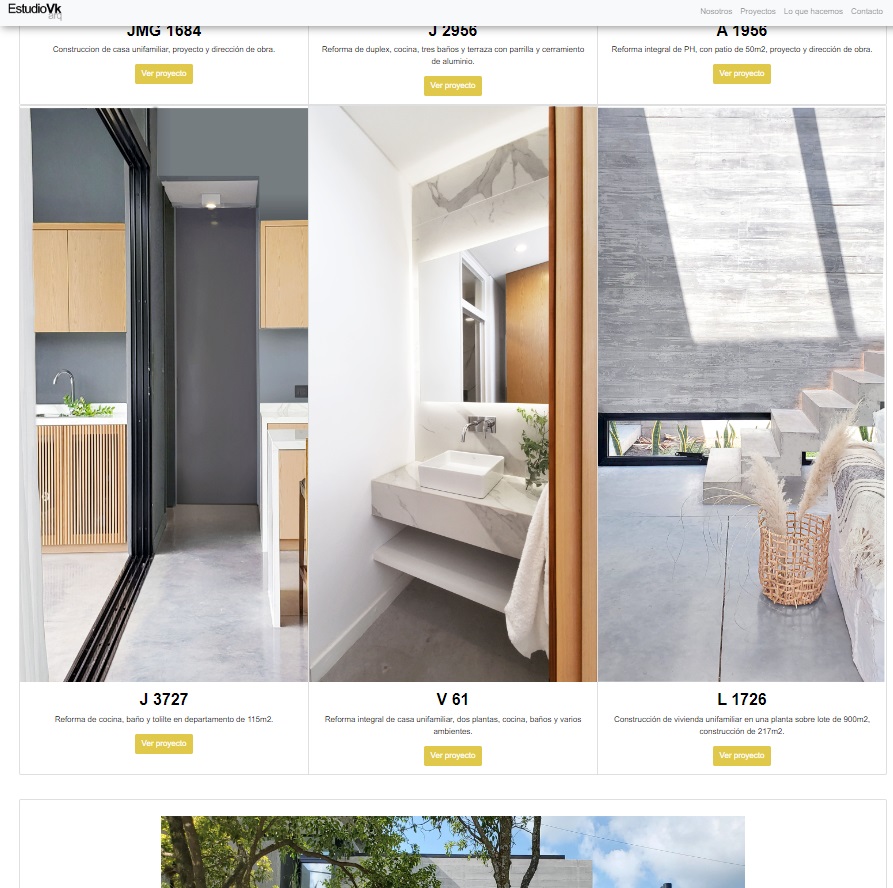 EstudioVk
arq
Nosotros Proyectos Lo que hacemos Contacto
JMG 1684
Construccion de casa unifamiliar, proyecto y dirección de obra.
Ver proyecto
J 2956
Reforma de duplex, cocina, tres baños y terraza con parrilla y cerramiento
de aluminio.
Ver proyecto
A 1956
Reforma integral de PH, con patio de 50m2, proyecto y dirección de obra.
Ver proyecto
J 3727
Reforma de cocina, baño y toliite en departamento de 115m2.
Ver proyecto
V 61
Reforma integral de casa unifamiliar, dos plantas, cocina, baños y varios
ambientes.
Ver proyecto
L 1726
Construcción de vivienda unifamiliar en una planta sobre lote de 900m2,
construcción de 217m2.
Ver proyecto